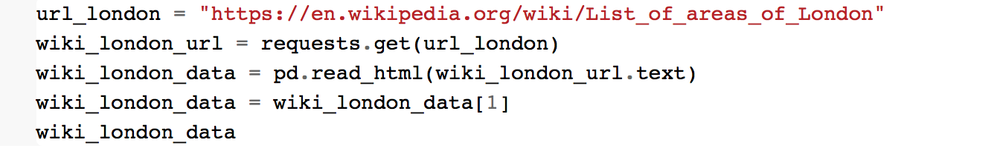 url_london = "https://en.wikipedia.org/wiki/List_of_areas_of_London"
wiki_london_url = requests.get(url_london)
wiki_london_data = pd.read_html(wiki_london_url.text)
wiki_london_data = wiki_london_data[1]
wiki_london_data